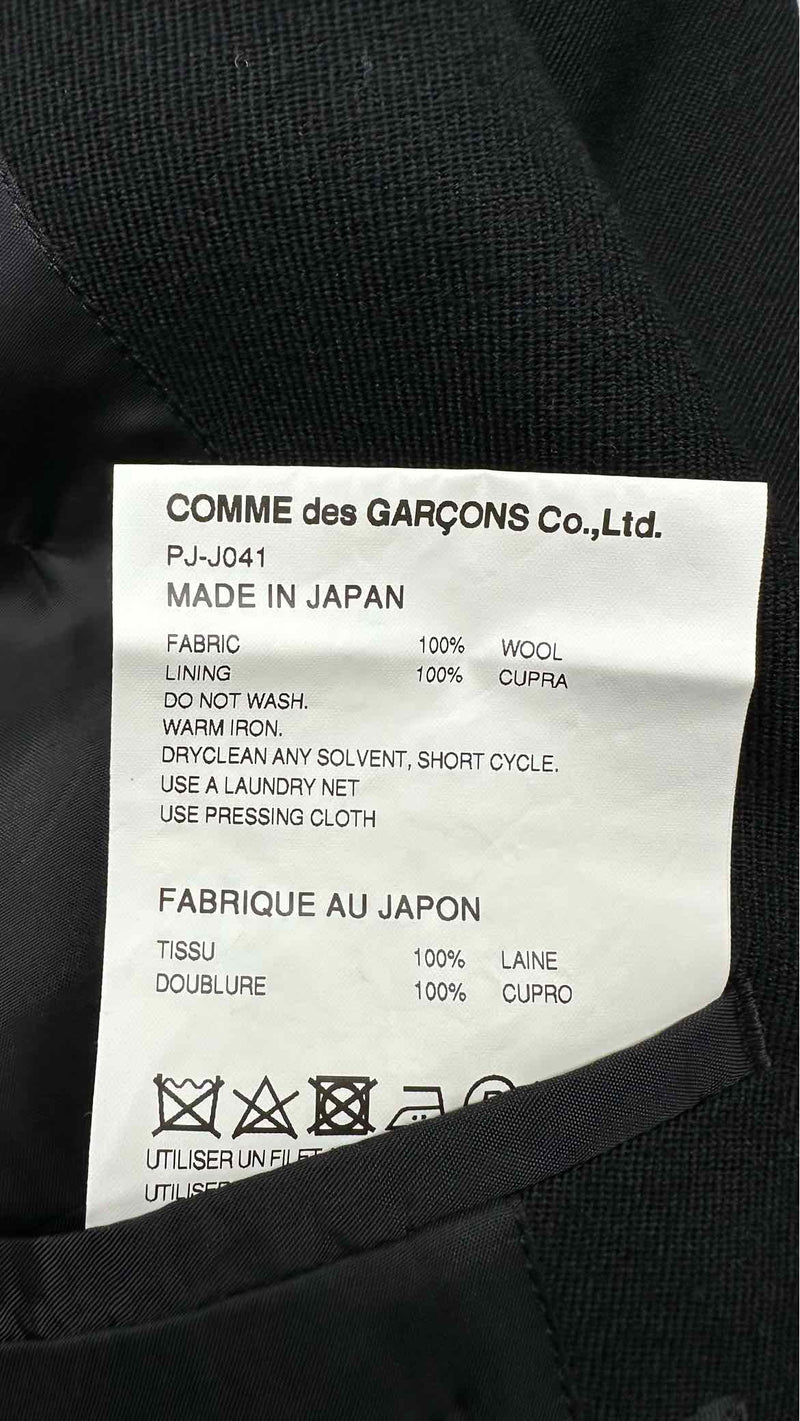 COMME des GARÇONS Co.,Ltd.
PJ-J041
MADE IN JAPAN
FABRIC 100% WOOL
LINING 100% CUPRA
DO NOT WASH.
WARM IRON.
DRYCLEAN ANY SOLVENT, SHORT CYCLE.
USE A LAUNDRY NET
USE PRESSING CLOTH
FABRIQUE AU JAPON
TISSU 100% LAINE
DOUBLURE 100% CUPRO
UTILISER UN